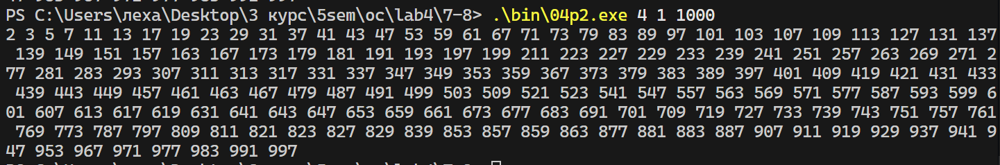 PS C:\Users\леха\Desktop\3 курс\5sem\ос\lab4\7-8> .\bin\04p2.exe 4 1 1000
2 3 5 7 11 13 17 19 23 29 31 37 41 43 47 53 59 61 67 71 73 79 83 89 97 101 103 107 109 113 127 131 137
139 149 151 157 163 167 173 179 181 191 193 197 199 211 223 227 229 233 239 241 251 257 263 269 271 2
77 281 283 293 307 311 313 317 331 337 347 349 353 359 367 373 379 383 389 397 401 409 419 421 431 433
439 443 449 457 461 463 467 479 487 491 499 503 509 521 523 541 547 557 563 569 571 577 587 593 599 6
01 607 613 617 619 631 641 643 647 653 659 661 673 677 683 691 701 709 719 727 733 739 743 751 757 761
769 773 787 797 809 811 821 823 827 829 839 853 857 859 863 877 881 883 887 907 911 919 929 937 941 9
47 953 967 971 977 983 991 997